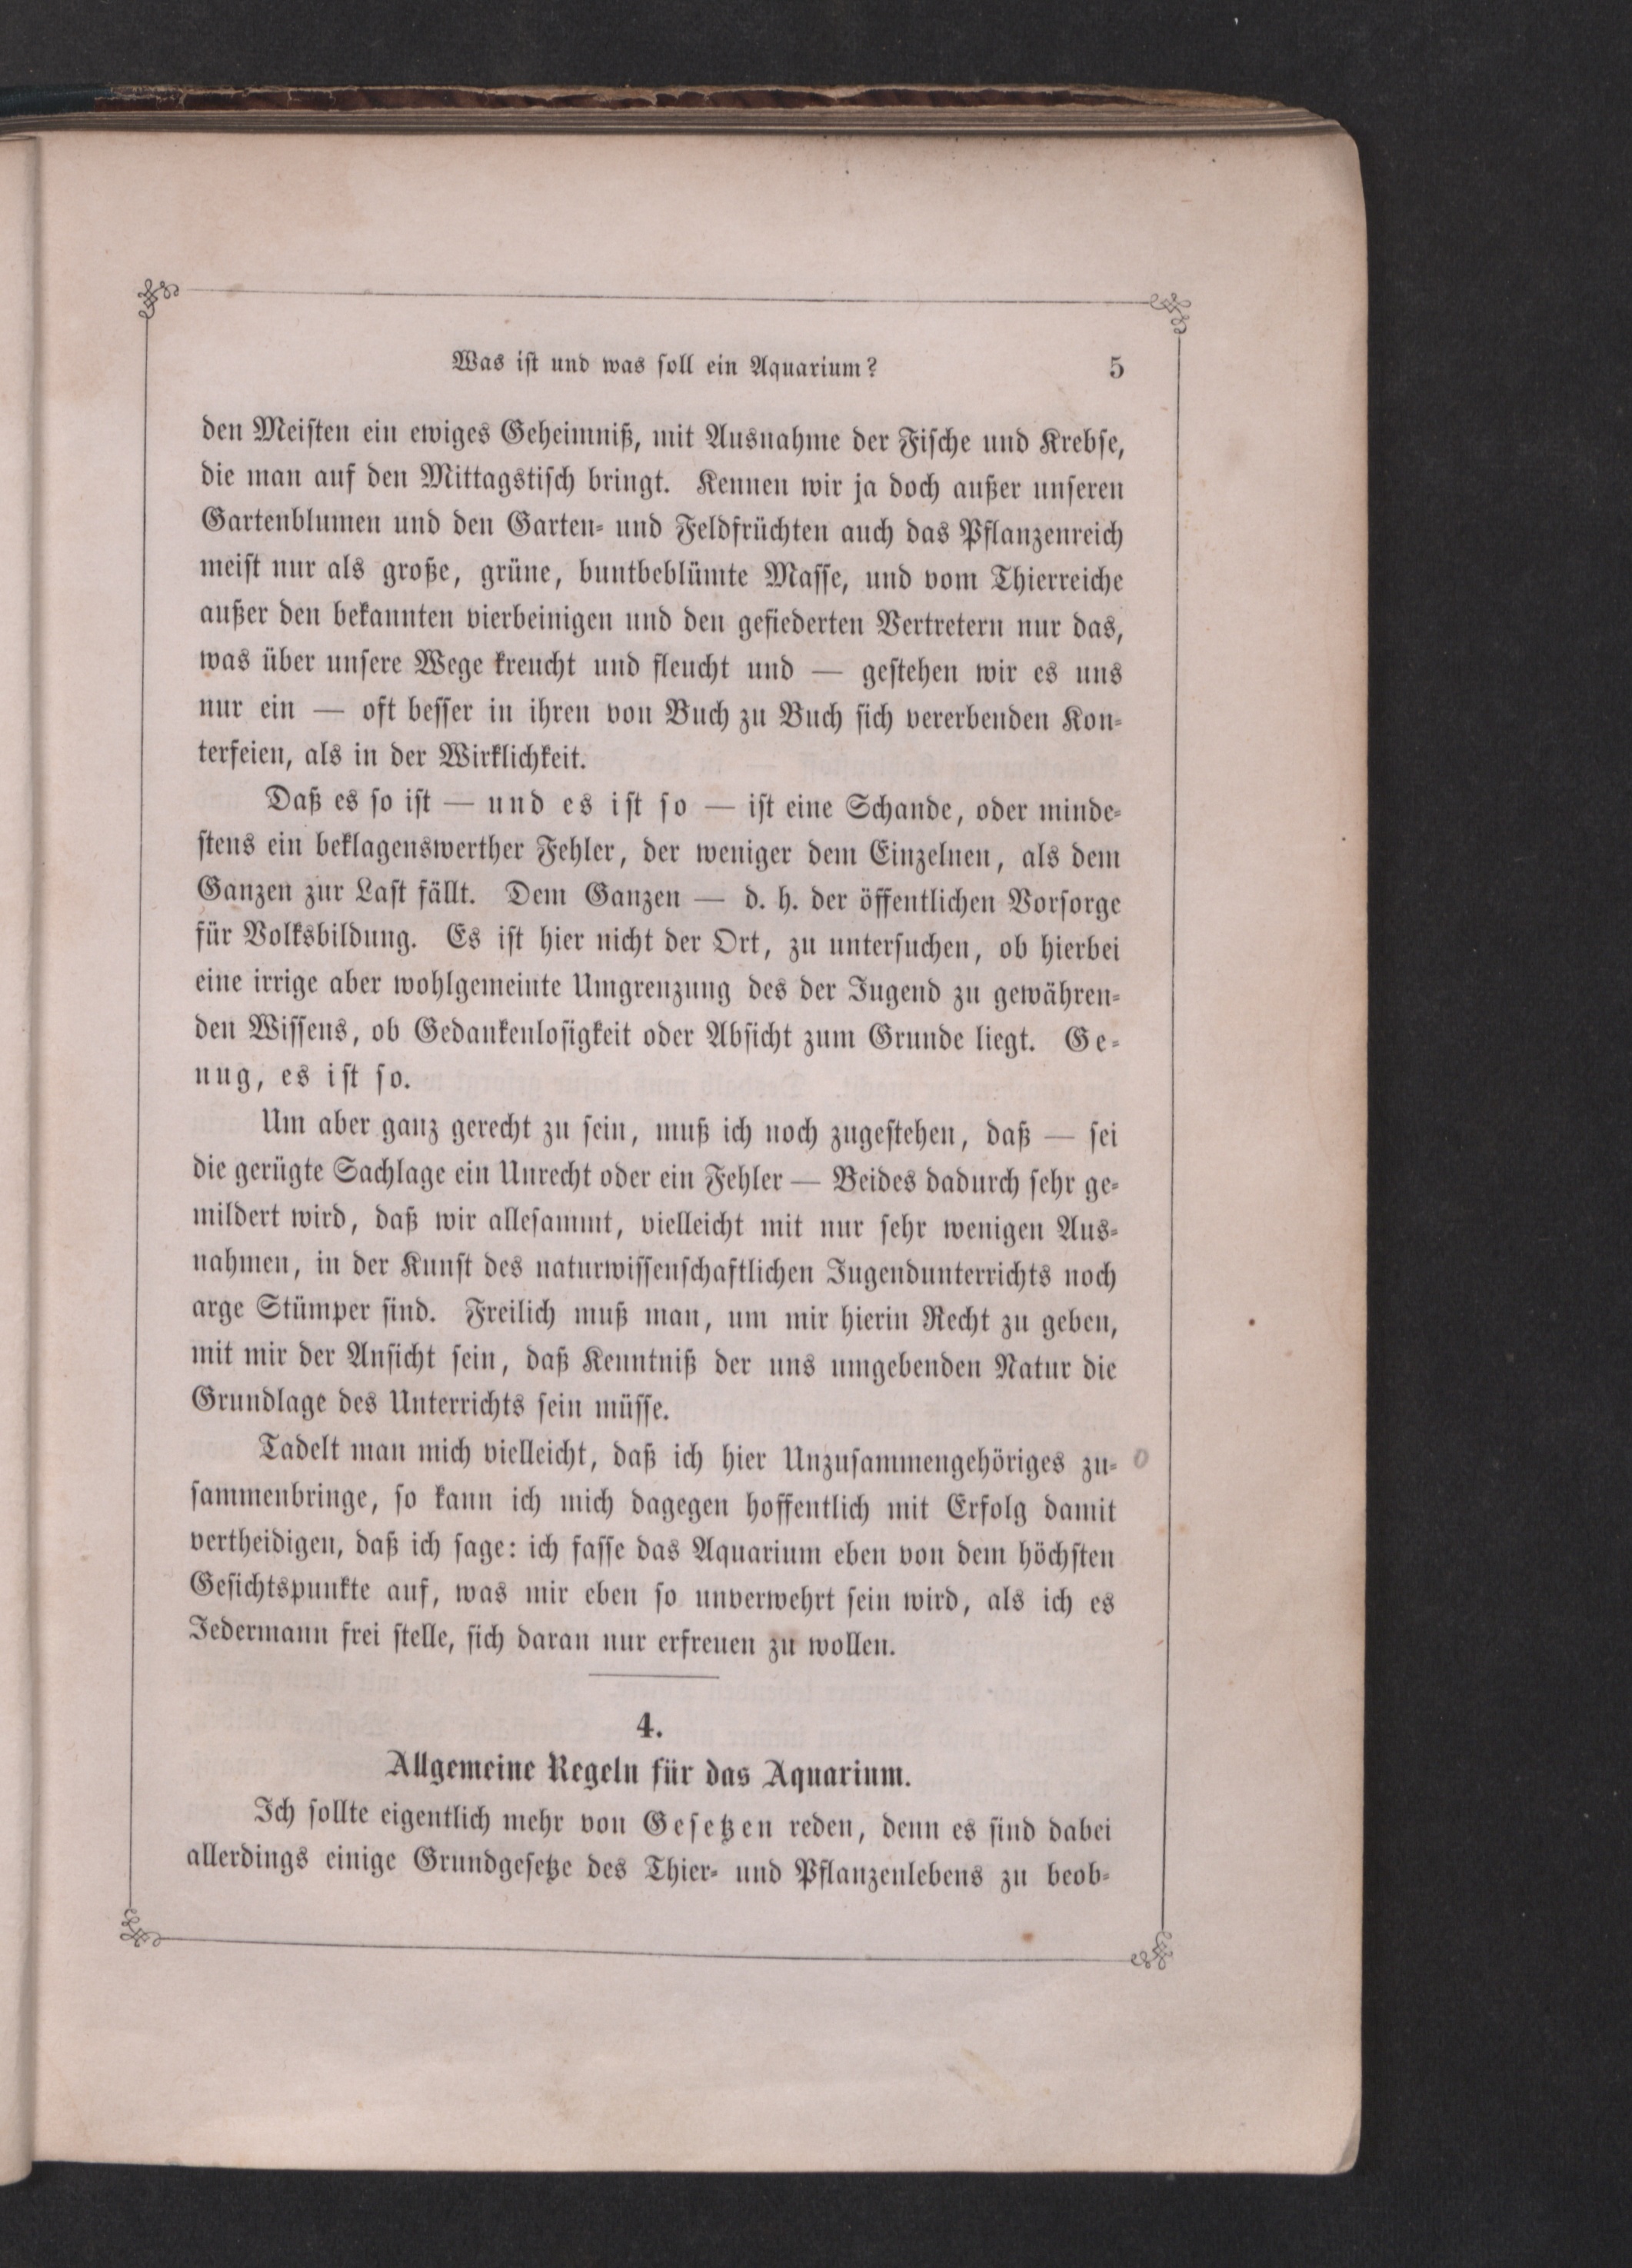 Was ist und was soll ein Aquarium? 5
den Meisten ein ewiges Geheimniß, mit Ausnahme der Fische und Krebse,
die man auf den Mittagstisch bringt. Kennen wir ja doch außer unseren
Gartenblumen und den Garten- und Feldfrüchten auch das Pflanzenreich
meist nur als große, grüne, buntbeblümte Masse, und vom Thierreiche
außer den bekannten vierbeinigen und den gefiederten Vertretern nur das,
was über unsere Wege kreucht und fleucht und — gestehen wir es uns
nur ein — oft besser in ihren von Buch zu Buch sich vererbenden Kon-
terfeien, als in der Wirklichkeit.
Daß es so ist — und es ist so — ist eine Schande, oder minde-
stens ein beklagenswerther Fehler, der weniger dem Einzelnen, als dem
Ganzen zur Last fällt. Dem Ganzen — d. h. der öffentlichen Vorsorge
für Volksbildung. Es ist hier nicht der Ort, zu untersuchen, ob hierbei
eine irrige aber wohlgemeinte Umgrenzung des der Jugend zu gewähren-
den Wissens, ob Gedankenlosigkeit oder Absicht zum Grunde liegt. Ge-
nug, es ist so.
Um aber ganz gerecht zu sein, muß ich noch zugestehen, daß — sei
die gerügte Sachlage ein Unrecht oder ein Fehler — Beides dadurch sehr ge-
mildert wird, daß wir allesammt, vielleicht mit nur sehr wenigen Aus-
nahmen, in der Kunst des naturwissenschaftlichen Jugendunterrichts noch
arge Stümper sind. Freilich muß man, um mir hierin Recht zu geben,
mit mir der Ansicht sein, daß Kenntniß der uns umgebenden Natur die
Grundlage des Unterrichts sein müsse.
Tadelt man mich vielleicht, daß ich hier Unzusammengehöriges zu-
sammenbringe, so kann ich mich dagegen hoffentlich mit Erfolg damit
vertheidigen, daß ich sage: ich fasse das Aquarium eben von dem höchsten
Gesichtspunkte auf, was mir eben so unverwehrt sein wird, als ich es
Jedermann frei stelle, sich daran nur erfreuen zu wollen.
4.
Allgemeine Regeln für das Aquarium.
Ich sollte eigentlich mehr von Gesetzen reden, denn es sind dabei
allerdings einige Grundgesetze des Thier- und Pflanzenlebens zu beob-